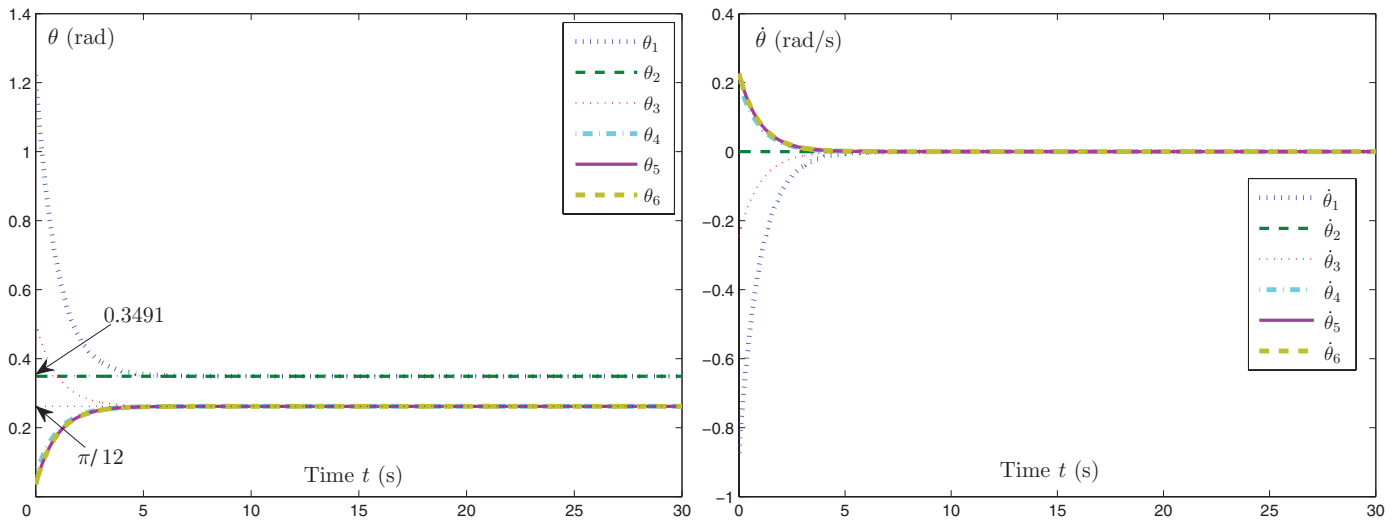 θ (rad)
1.4
1.2
1
0.8
0.6
0.4
0.2
0 5 10 15 20 25 30
0.3491
π/12
Time t (s)
θ₁
θ₂
θ₃
θ₄
θ₅
θ₆
θ̇ (rad/s)
0.4
0.2
0
−0.2
−0.4
−0.6
−0.8
−1
0 5 10 15 20 25 30
Time t (s)
θ̇₁
θ̇₂
θ̇₃
θ̇₄
θ̇₅
θ̇₆